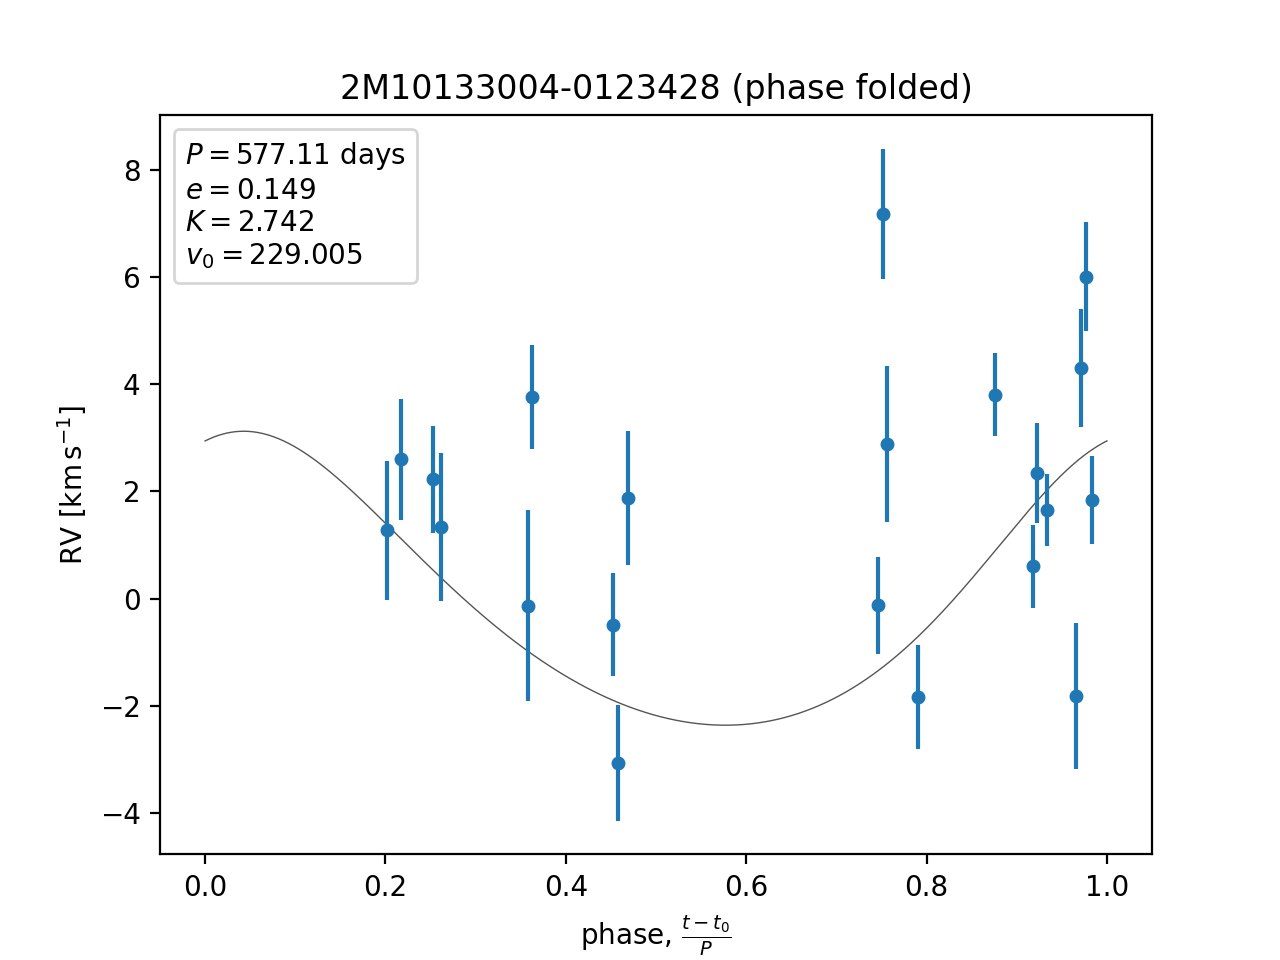 2M10133004-0123428 (phase folded)
P = 577.11 days
e = 0.149
K = 2.742
v₀ = 229.005
RV [km s⁻¹]
8
6
4
2
0
−2
−4
0.0 0.2 0.4 0.6 0.8 1.0
phase, (t − t₀)/P